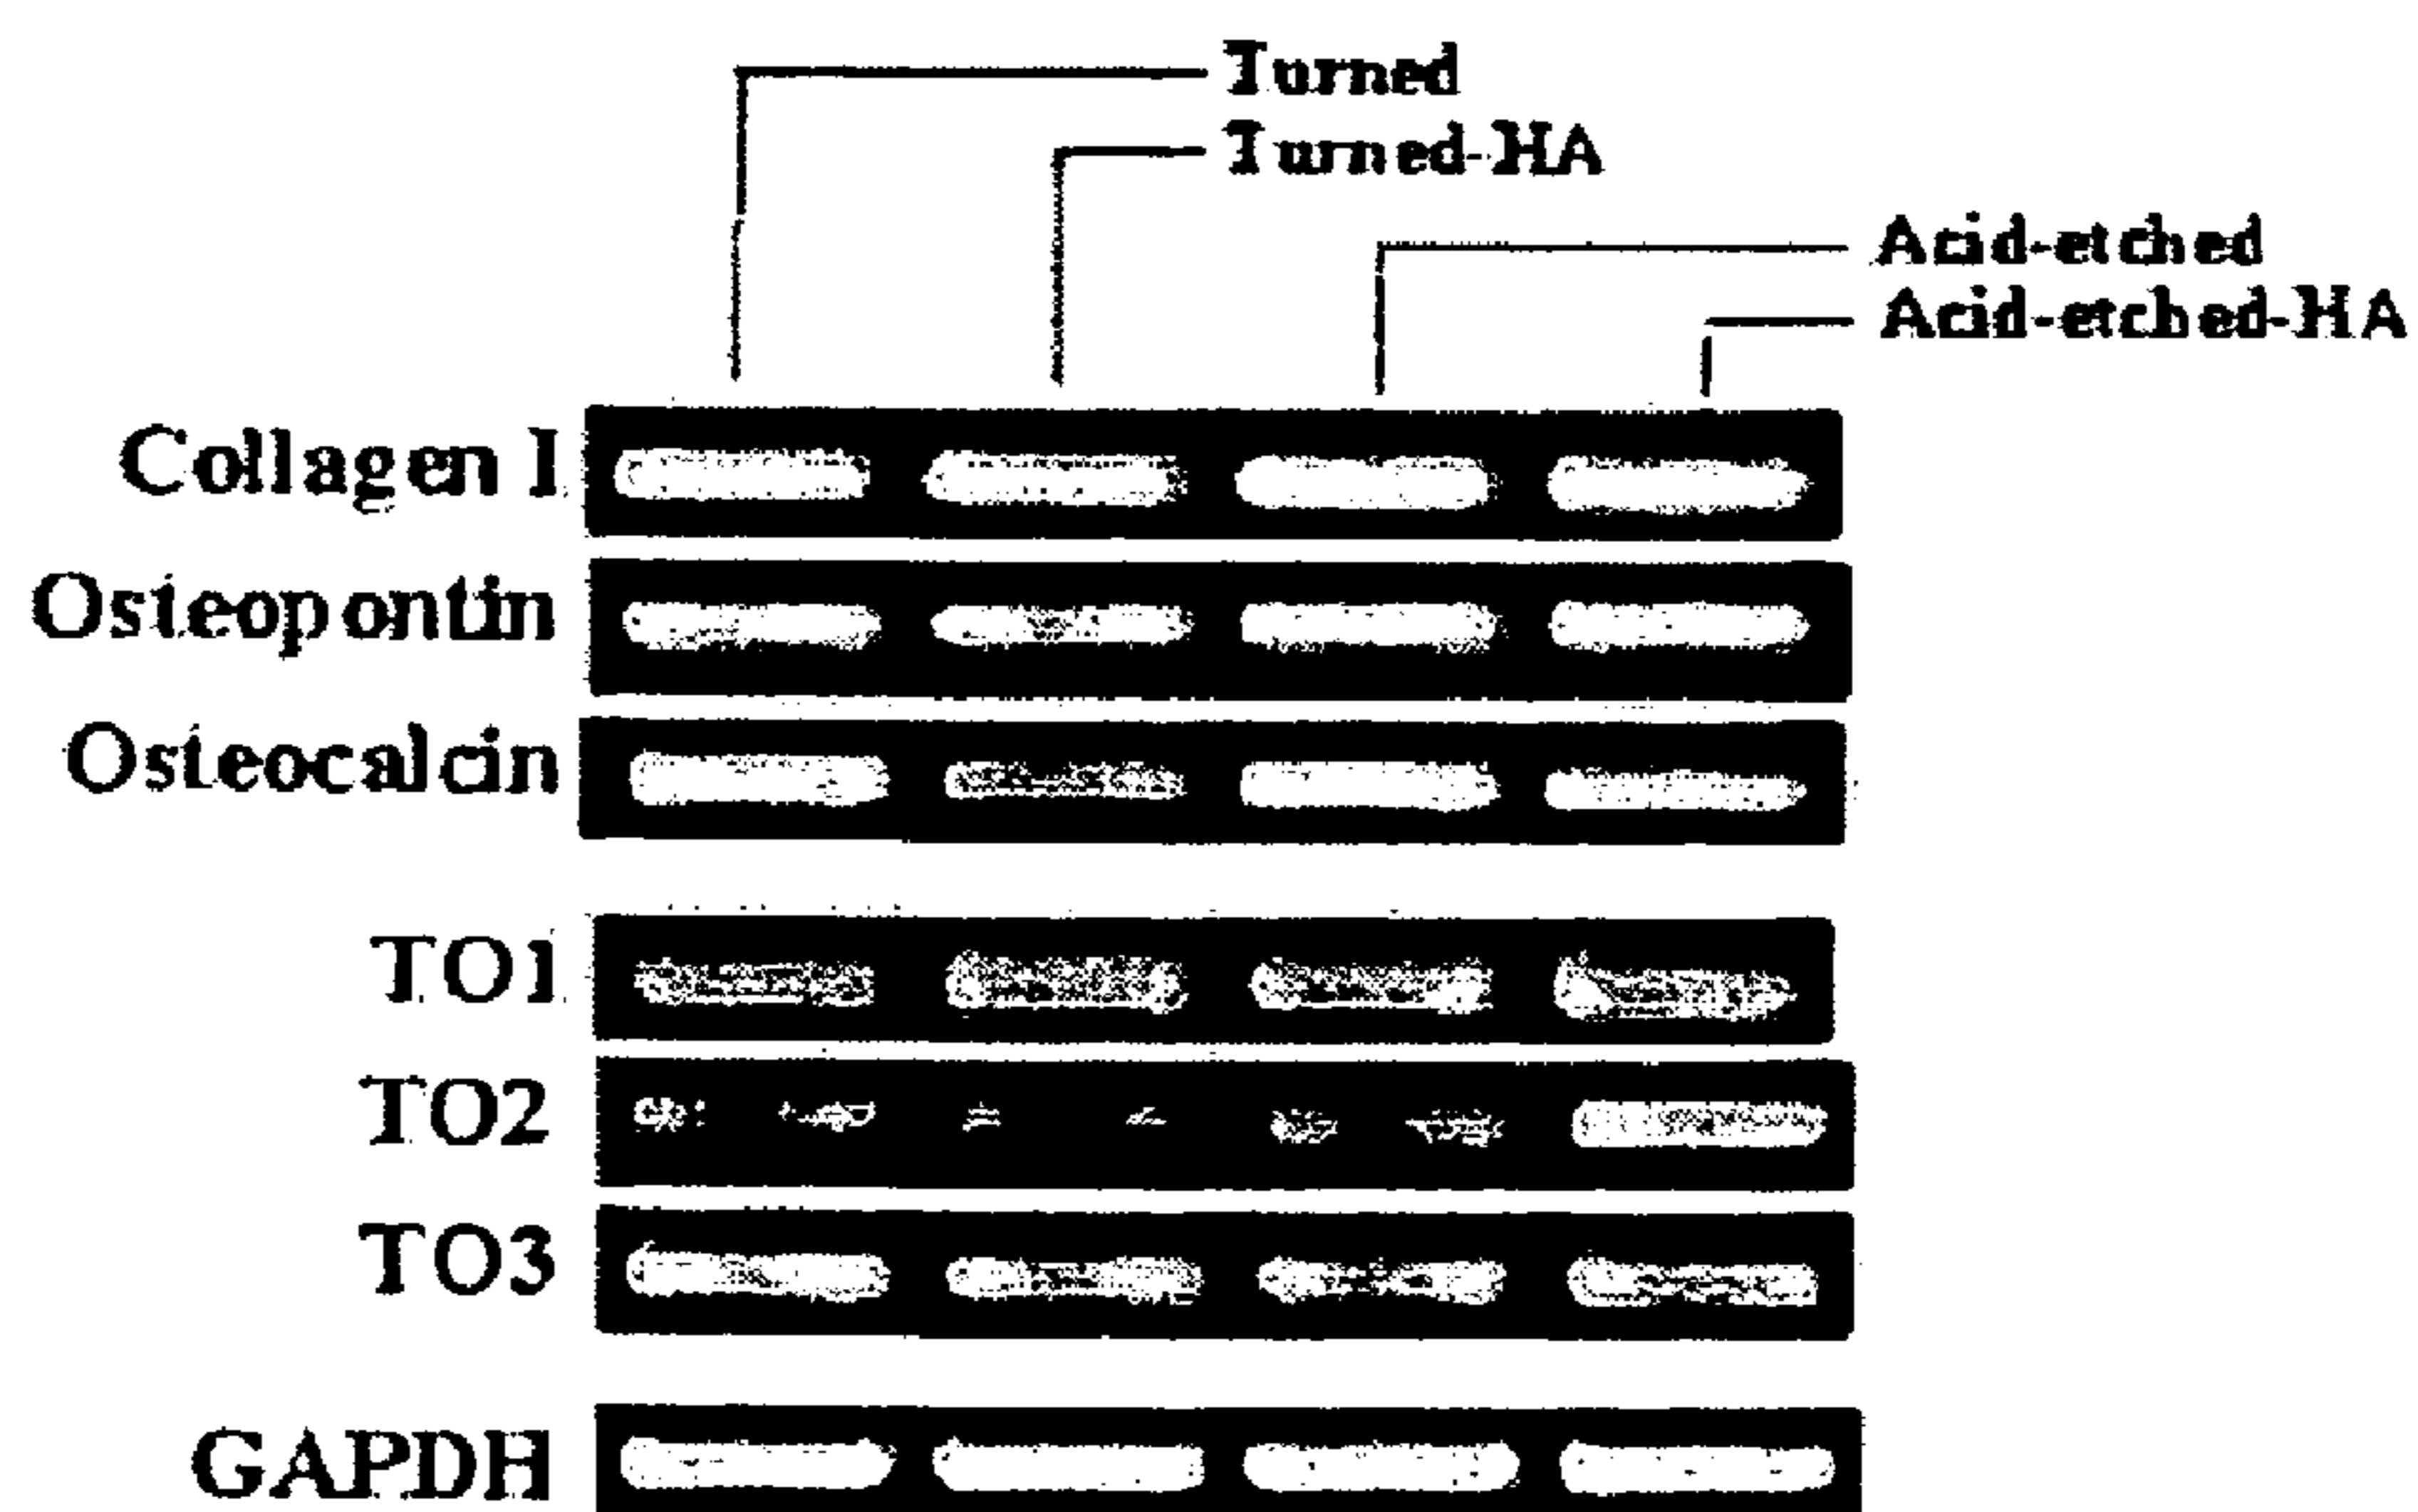 Turned
Turned-HA
Acid-etched
Acid-etched-HA
Collagen I
Osteopontin
Osteocalcin
TO1
TO2
TO3
GAPDH